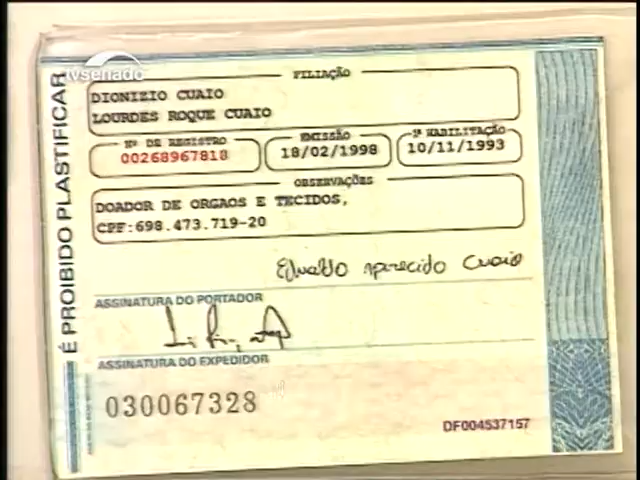 tvsenado
É PROIBIDO PLASTIFICAR
FILIAÇÃO
DIONIZIO CUAIO
LOURDES ROQUE CUAIO
Nº DE REGISTRO
00268967818
EMISSÃO
18/02/1998
1ª HABILITAÇÃO
10/11/1993
OBSERVAÇÕES
DOADOR DE ORGAOS E TECIDOS,
CPF:698.473.719-20
Edvaldo Aparecido Cuaio
ASSINATURA DO PORTADOR
ASSINATURA DO EXPEDIDOR
030067328
DF004537157